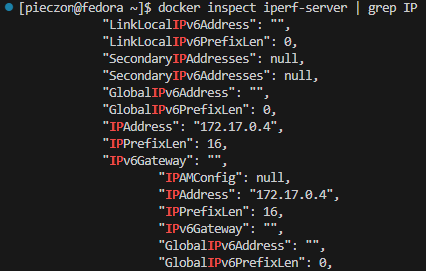 [pieczon@fedora ~]$ docker inspect iperf-server | grep IP
"LinkLocalIPv6Address": "",
"LinkLocalIPv6PrefixLen": 0,
"SecondaryIPAddresses": null,
"SecondaryIPv6Addresses": null,
"GlobalIPv6Address": "",
"GlobalIPv6PrefixLen": 0,
"IPAddress": "172.17.0.4",
"IPPrefixLen": 16,
"IPv6Gateway": "",
"IPAMConfig": null,
"IPAddress": "172.17.0.4",
"IPPrefixLen": 16,
"IPv6Gateway": "",
"GlobalIPv6Address": "",
"GlobalIPv6PrefixLen": 0,